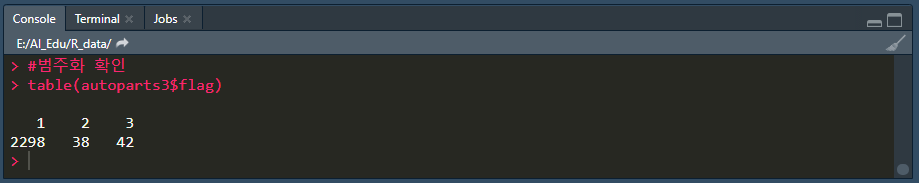 Console Terminal × Jobs ×
E:/AI_Edu/R_data/
> #범주화 확인
> table(autoparts3$flag)
1 2 3
2298 38 42
>